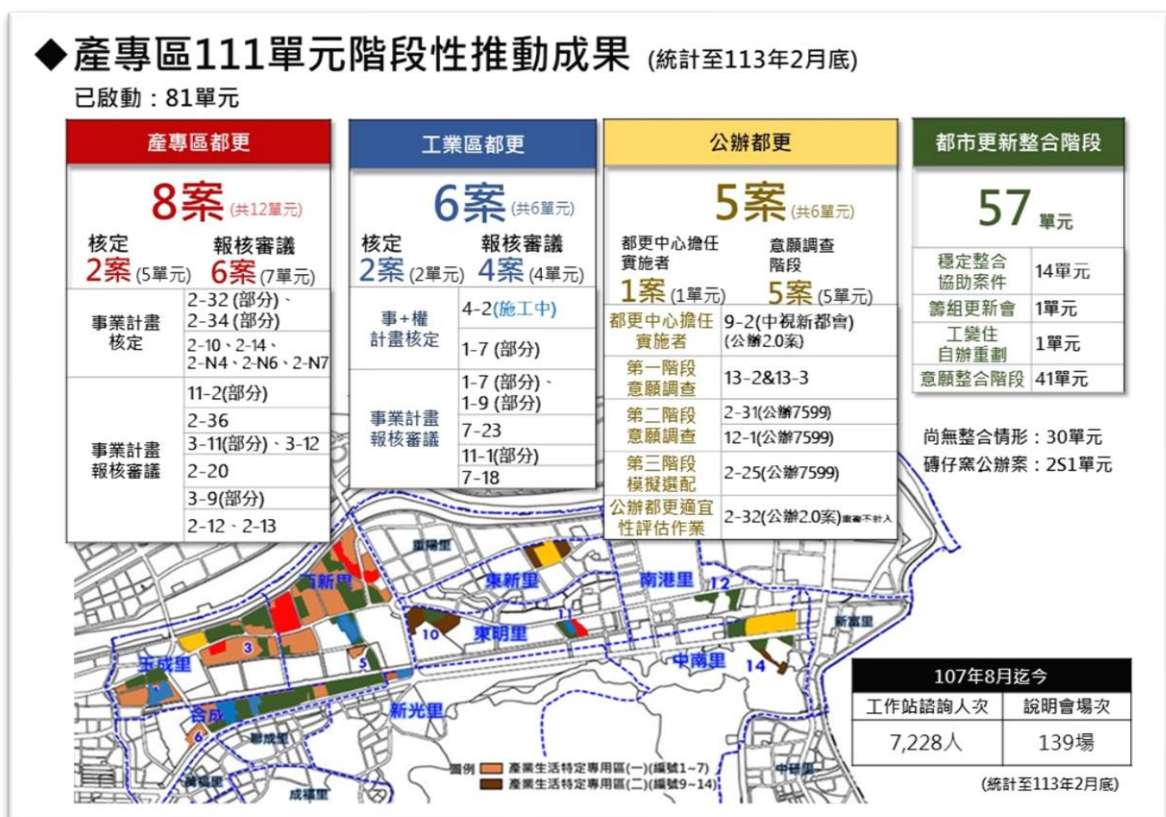 ◆產專區111單元階段性推動成果 (統計至113年2月底)
已啟動：81單元
產專區都更
8案 (共12單元)
核定
2案(5單元)
報核審議
6案(7單元)
事業計畫
核定
2-32(部分)、
2-34(部分)
2-10、2-14、
2-N4、2-N6、2-N7
事業計畫
報核審議
11-2(部分)
2-36
3-11(部分)、3-12
2-20
3-9(部分)
2-12、2-13
工業區都更
6案 (共6單元)
核定
2案(2單元)
報核審議
4案(4單元)
事+權
計畫核定
4-2(施工中)
1-7 (部分)
事業計畫
報核審議
1-7 (部分)、
1-9 (部分)
7-23
11-1(部分)
7-18
公辦都更
5案 (共6單元)
都更中心擔任
實施者
1案(1單元)
意願調查
階段
5案(5單元)
都更中心擔任
實施者
9-2(中視新都會)
(公辦2.0案)
第一階段
意願調查
13-2&13-3
第二階段
意願調查
2-31(公辦7599)
12-1(公辦7599)
第三階段
模擬選配
2-25(公辦7599)
公辦都更適宜
性評估作業
2-32(公辦2.0案)重複不計入
都市更新整合階段
57 單元
穩定整合
協助案件
14單元
籌組更新會
1單元
工變住
自辦重劃
1單元
意願整合階段
41單元
尚無整合情形：30單元
磚仔窯公辦案：2S1單元
重陽里
西新里
東新里
南港里
12
11
新富里
玉成里
3
10
東明里
5
中南里
14
合成
6
聯成里
新光里
萬福里
成福里
中研里
圖例
產業生活特定專用區(一)(編號1~7)
產業生活特定專用區(二)(編號9~14)
107年8月迄今
工作站諮詢人次
說明會場次
7,228人
139場
(統計至113年2月底)